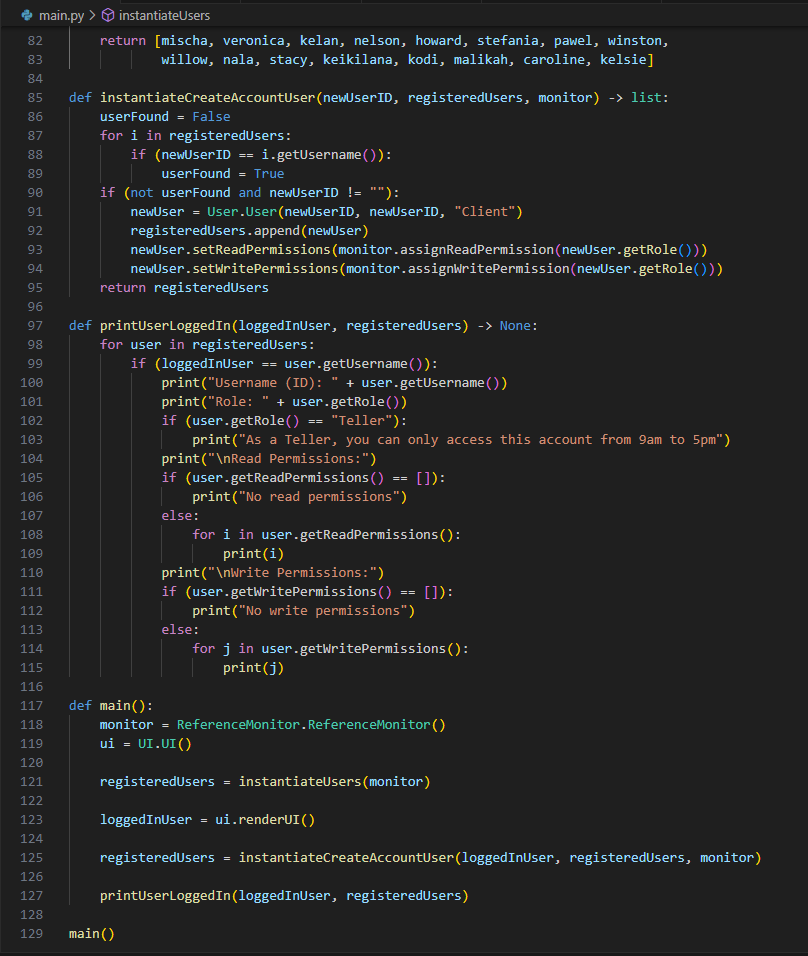 main.py > instantiateUsers
82     return [mischa, veronica, kelan, nelson, howard, stefania, pawel, winston,
83             willow, nala, stacy, keikilana, kodi, malikah, caroline, kelsie]
84
85 def instantiateCreateAccountUser(newUserID, registeredUsers, monitor) -> list:
86     userFound = False
87     for i in registeredUsers:
88         if (newUserID == i.getUsername()):
89             userFound = True
90     if (not userFound and newUserID != ""):
91         newUser = User.User(newUserID, newUserID, "Client")
92         registeredUsers.append(newUser)
93         newUser.setReadPermissions(monitor.assignReadPermission(newUser.getRole()))
94         newUser.setWritePermissions(monitor.assignWritePermission(newUser.getRole()))
95     return registeredUsers
96
97 def printUserLoggedIn(loggedInUser, registeredUsers) -> None:
98     for user in registeredUsers:
99         if (loggedInUser == user.getUsername()):
100             print("Username (ID): " + user.getUsername())
101             print("Role: " + user.getRole())
102             if (user.getRole() == "Teller"):
103                 print("As a Teller, you can only access this account from 9am to 5pm")
104             print("\nRead Permissions:")
105             if (user.getReadPermissions() == []):
106                 print("No read permissions")
107             else:
108                 for i in user.getReadPermissions():
109                     print(i)
110             print("\nWrite Permissions:")
111             if (user.getWritePermissions() == []):
112                 print("No write permissions")
113             else:
114                 for j in user.getWritePermissions():
115                     print(j)
116
117 def main():
118     monitor = ReferenceMonitor.ReferenceMonitor()
119     ui = UI.UI()
120
121     registeredUsers = instantiateUsers(monitor)
122
123     loggedInUser = ui.renderUI()
124
125     registeredUsers = instantiateCreateAccountUser(loggedInUser, registeredUsers, monitor)
126
127     printUserLoggedIn(loggedInUser, registeredUsers)
128
129 main()